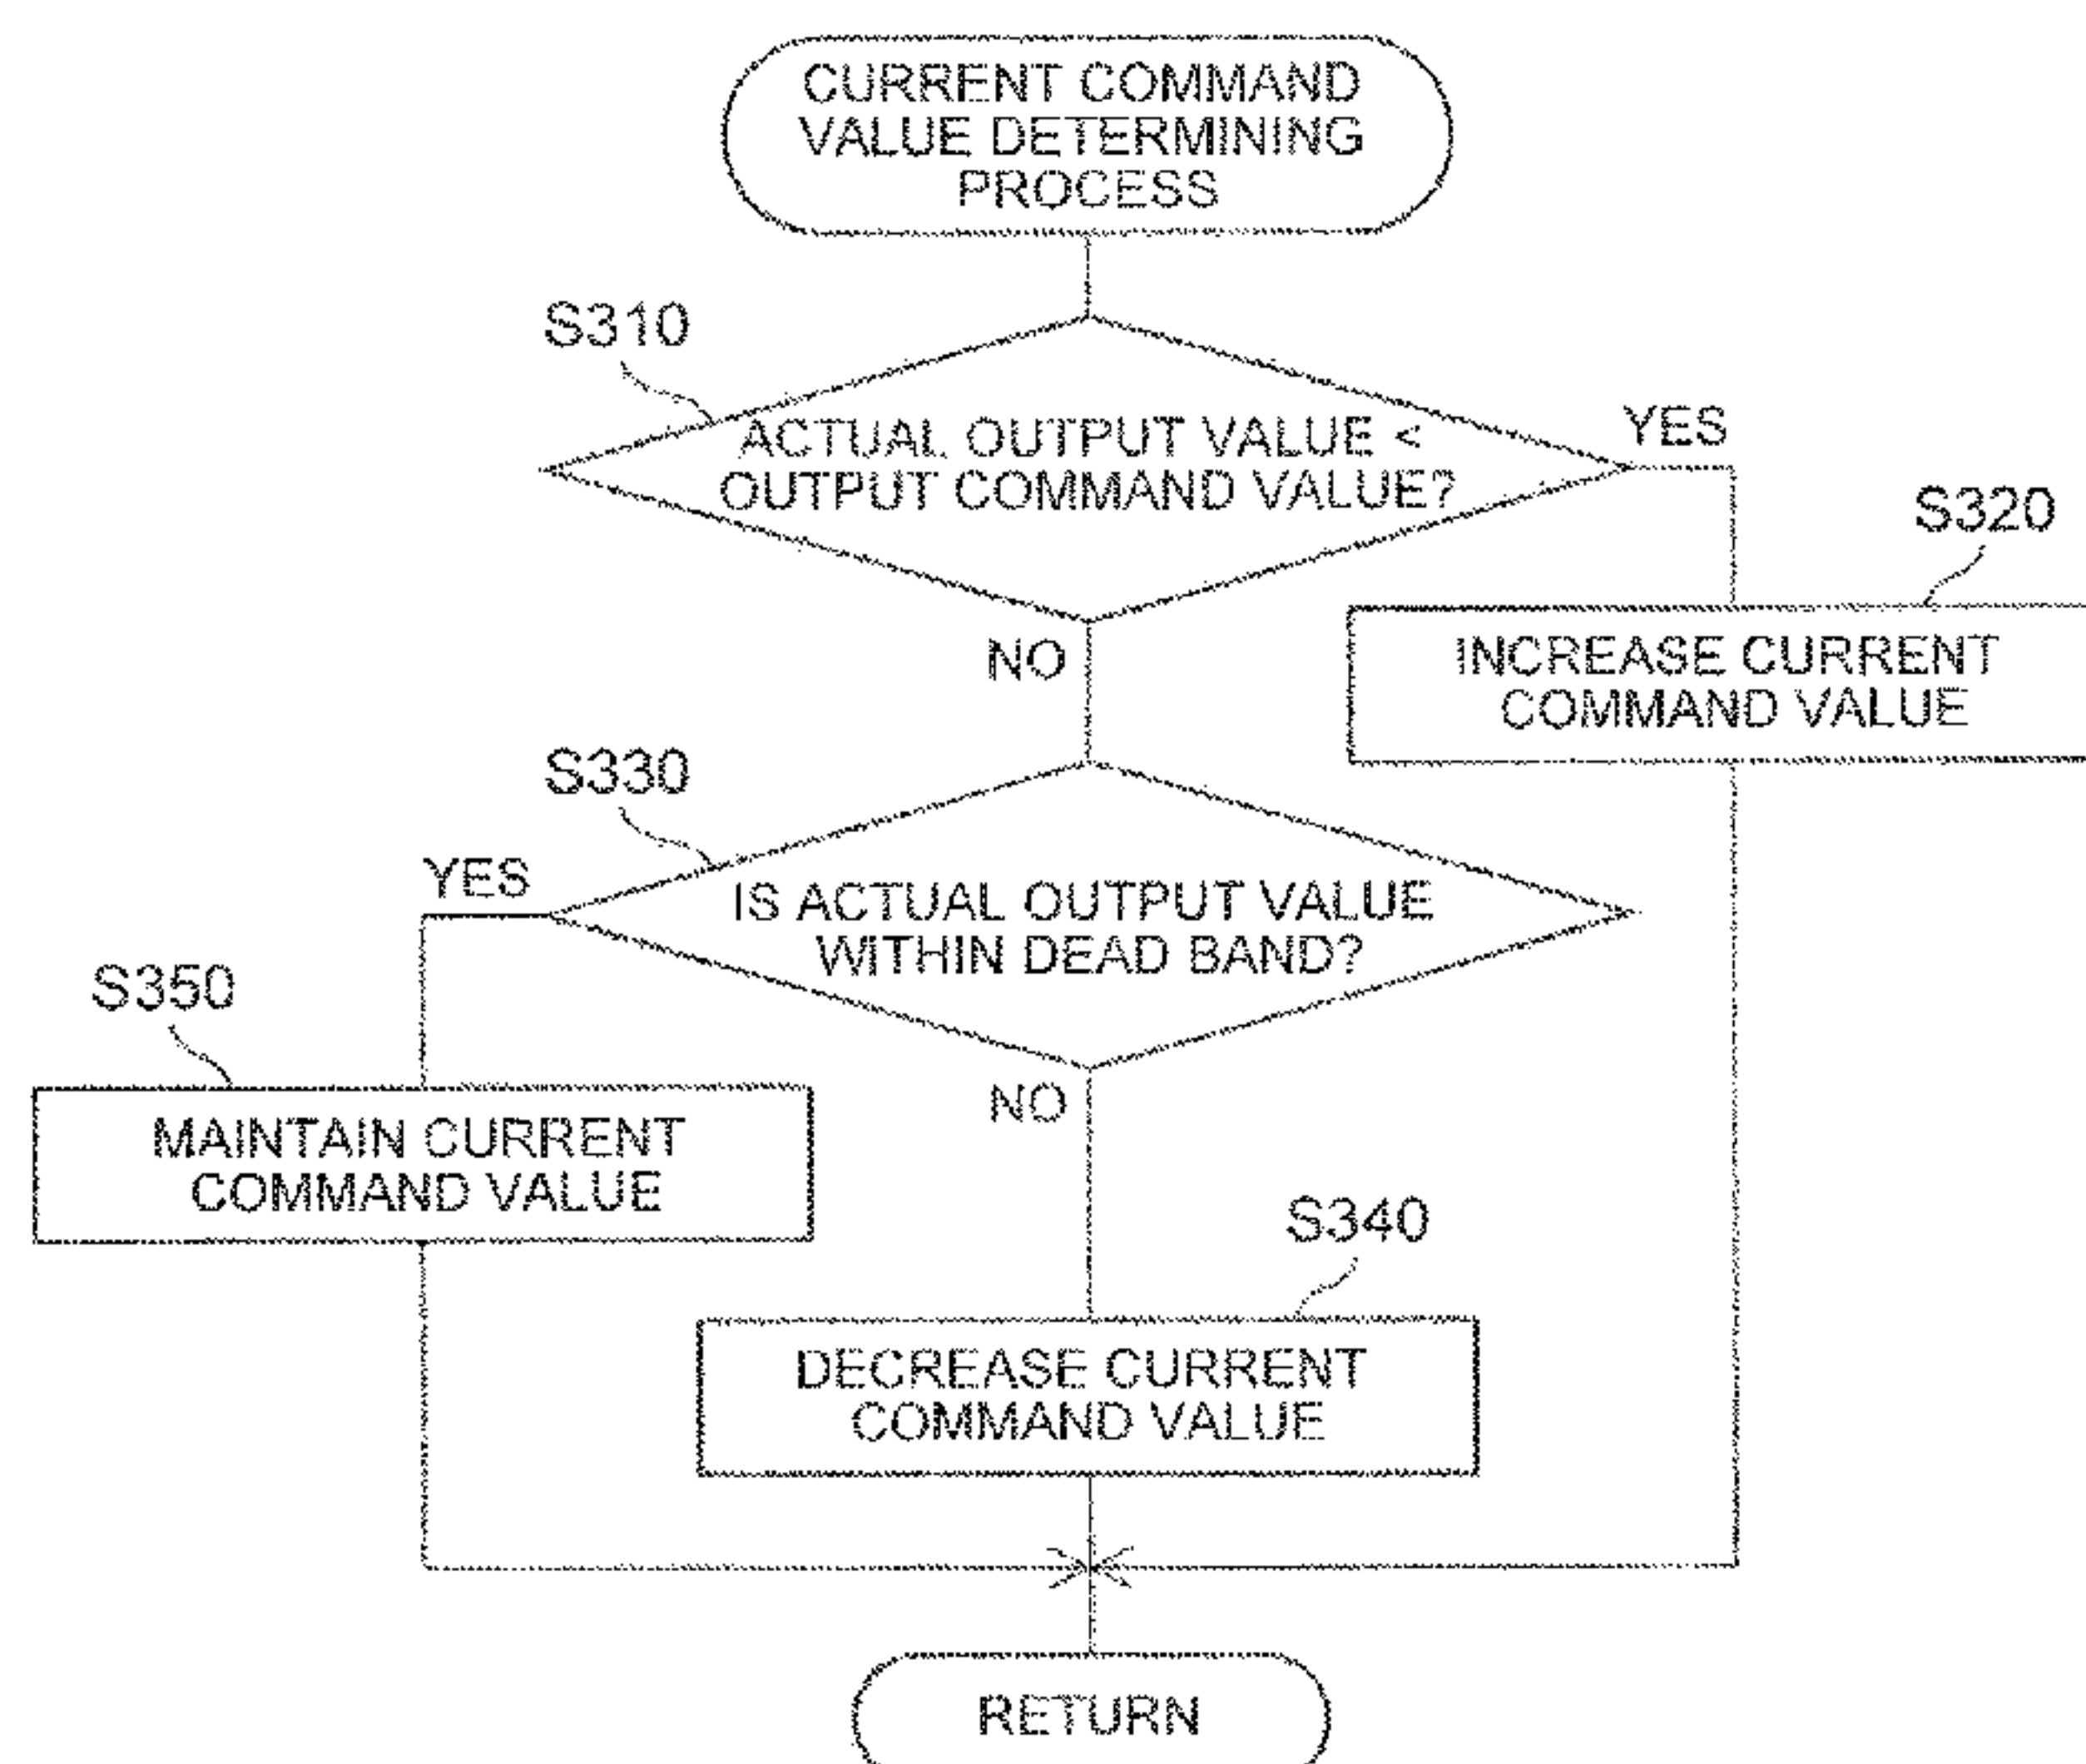 CURRENT COMMAND
VALUE DETERMINING
PROCESS
S310
ACTUAL OUTPUT VALUE <
OUTPUT COMMAND VALUE?
YES
S320
NO
INCREASE CURRENT
COMMAND VALUE
S330
YES
IS ACTUAL OUTPUT VALUE
WITHIN DEAD BAND?
S350
NO
MAINTAIN CURRENT
COMMAND VALUE
S340
DECREASE CURRENT
COMMAND VALUE
RETURN